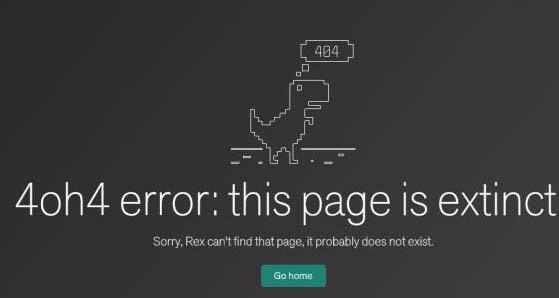 404
4oh4 error: this page is extinct
Sorry, Rex can't find that page, it probably does not exist.
Go home